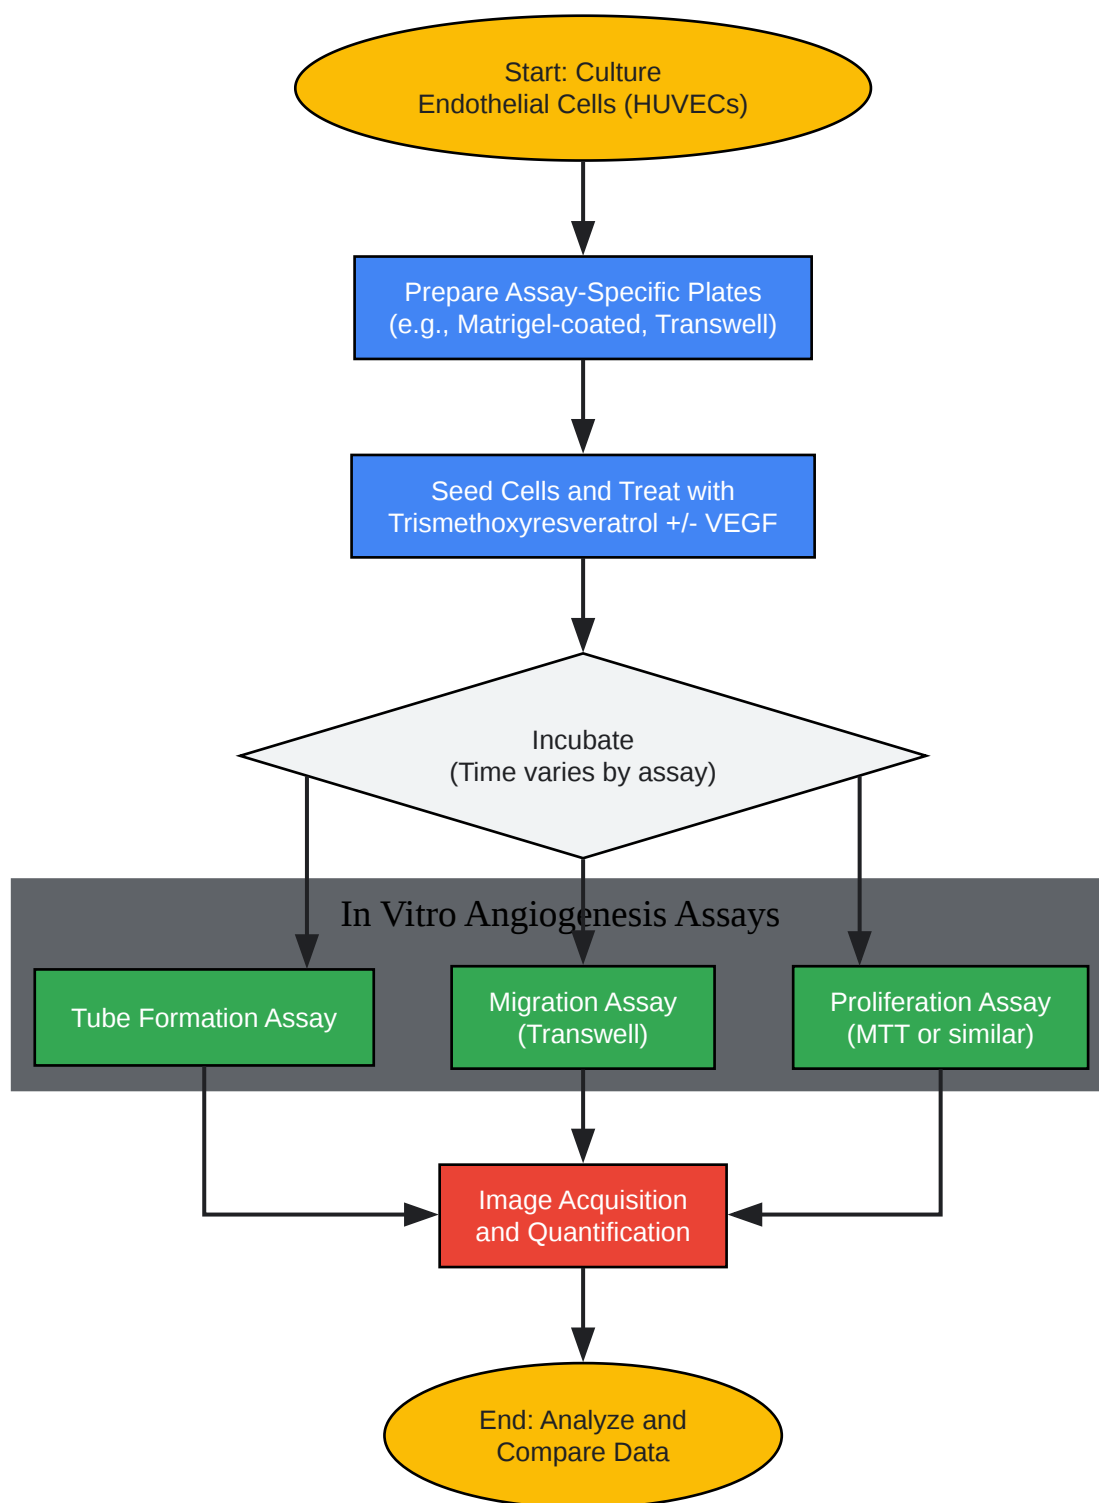 Start: Culture
Endothelial Cells (HUVECs)
Prepare Assay-Specific Plates
(e.g., Matrigel-coated, Transwell)
Seed Cells and Treat with
Trismethoxyresveratrol +/- VEGF
Incubate
(Time varies by assay)
In Vitro Angiogenesis Assays
Tube Formation Assay
Migration Assay
(Transwell)
Proliferation Assay
(MTT or similar)
Image Acquisition
and Quantification
End: Analyze and
Compare Data